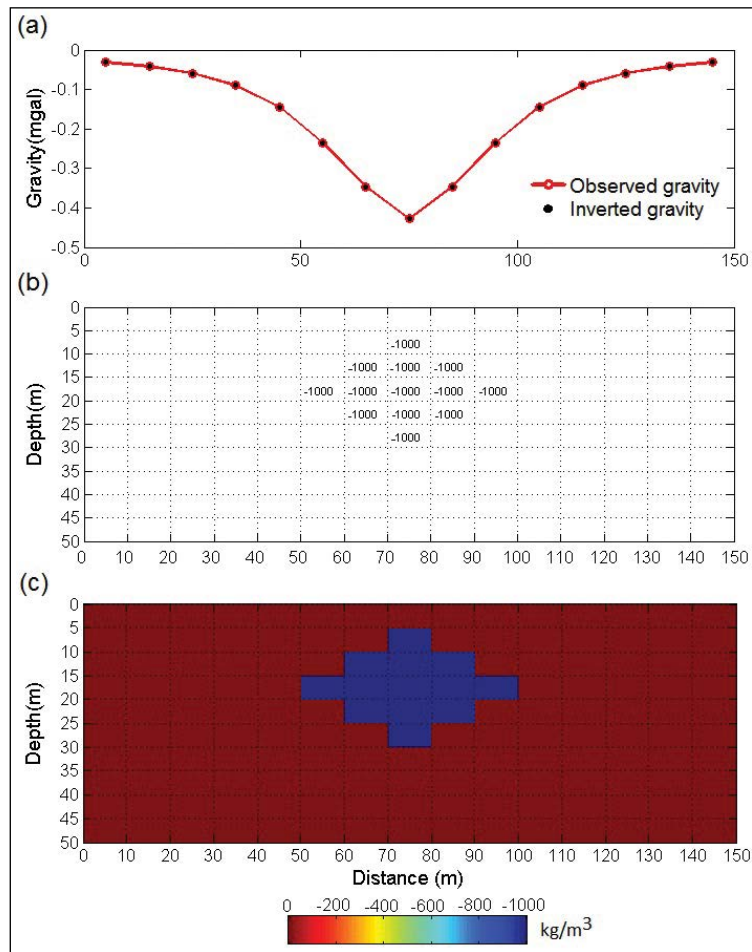 (a)
0
-0.1
-0.2
-0.3
-0.4
-0.5
Gravity(mgal)
Observed gravity
Inverted gravity
0 50 100 150
(b)
0
5
10
15
20
25
30
35
40
45
50
Depth(m)
-1000
-1000 -1000 -1000
-1000 -1000 -1000 -1000 -1000
-1000 -1000 -1000
-1000
0 10 20 30 40 50 60 70 80 90 100 110 120 130 140 150
(c)
0
5
10
15
20
25
30
35
40
45
50
Depth(m)
0 10 20 30 40 50 60 70 80 90 100 110 120 130 140 150
Distance (m)
0 -200 -400 -600 -800 -1000
kg/m³